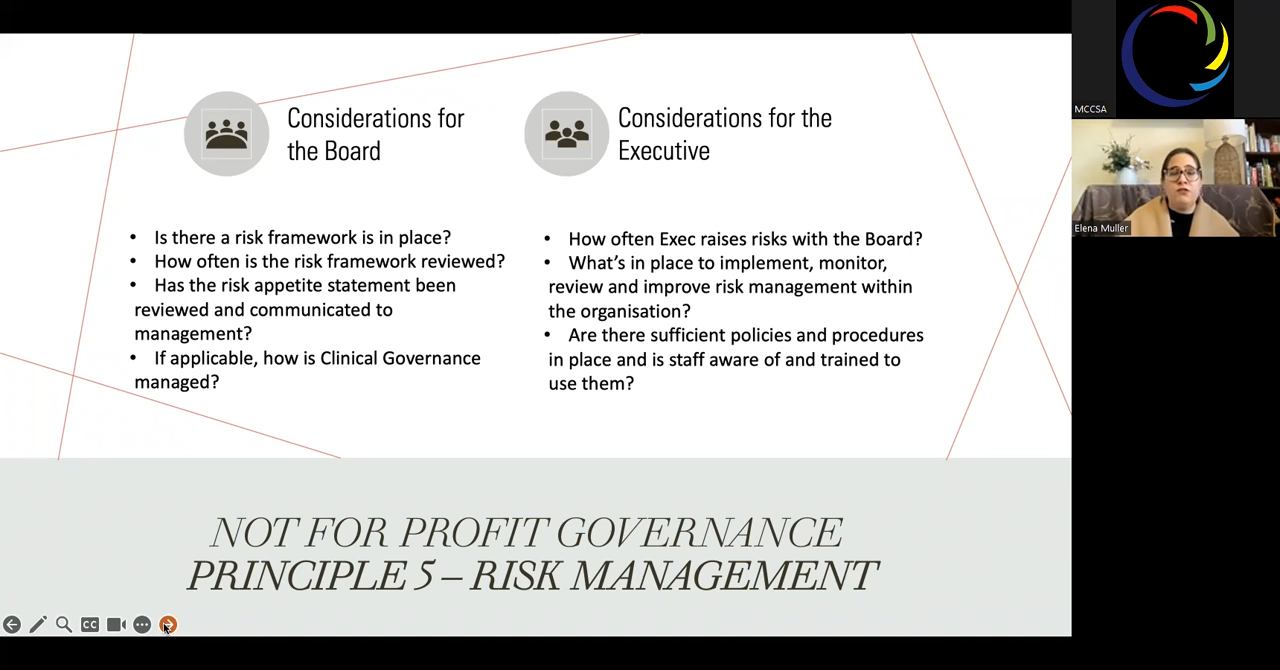 Considerations for
the Board
• Is there a risk framework is in place?
• How often is the risk framework reviewed?
• Has the risk appetite statement been
reviewed and communicated to
management?
• If applicable, how is Clinical Governance
managed?
Considerations for the
Executive
• How often Exec raises risks with the Board?
• What's in place to implement, monitor,
review and improve risk management within
the organisation?
• Are there sufficient policies and procedures
in place and is staff aware of and trained to
use them?
NOT FOR PROFIT GOVERNANCE
PRINCIPLE 5 – RISK MANAGEMENT
CC
MCCSA
Elena Muller